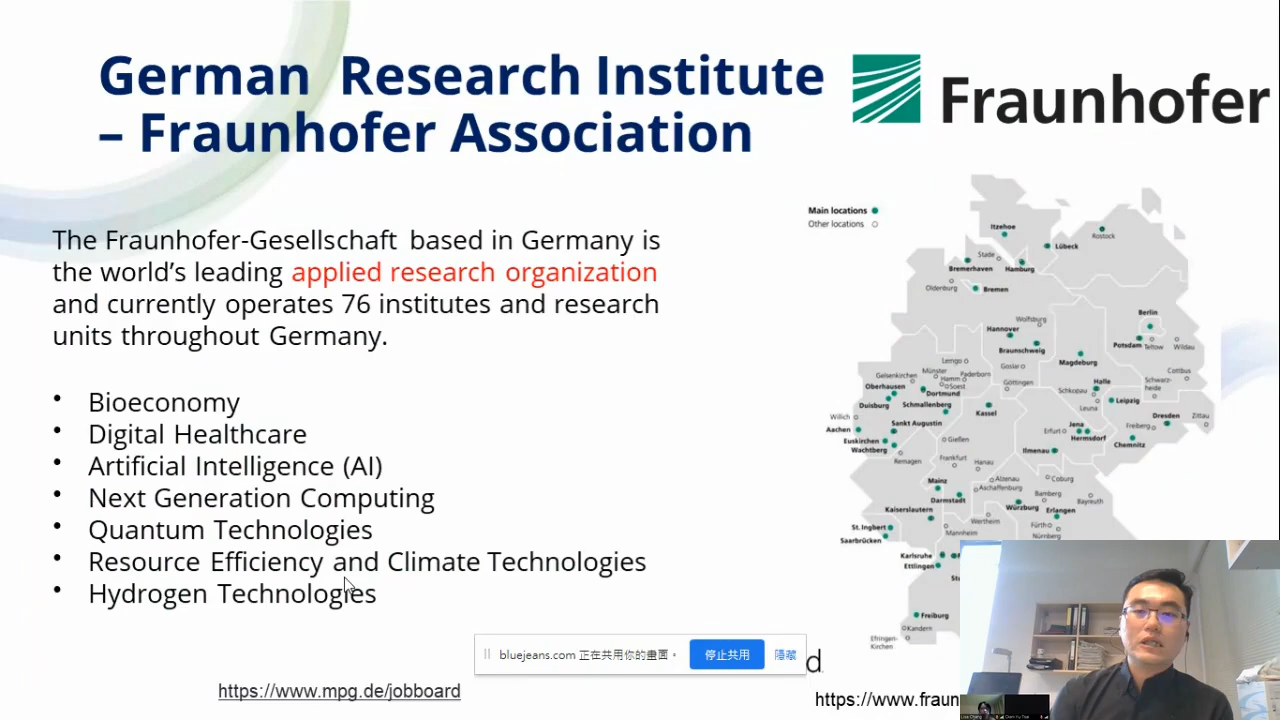 German Research Institute
– Fraunhofer Association
Fraunhofer
The Fraunhofer-Gesellschaft based in Germany is
the world’s leading applied research organization
and currently operates 76 institutes and research
units throughout Germany.
• Bioeconomy
• Digital Healthcare
• Artificial Intelligence (AI)
• Next Generation Computing
• Quantum Technologies
• Resource Efficiency and Climate Technologies
• Hydrogen Technologies
Main locations
Other locations
Itzehoe
Rostock
Lübeck
Stade
Bremerhaven
Hamburg
Oldenburg
Bremen
Wolfsburg
Berlin
Hannover
Potsdam
Teltow
Wildau
Braunschweig
Magdeburg
Lemgo
Goslar
Cottbus
Gelsenkirchen
Münster
Hamm
Paderborn
Soest
Göttingen
Schkopau
Halle
Schwarz-
heide
Oberhausen
Dortmund
Leuna
Leipzig
Duisburg
Schmallenberg
Kassel
Willich
Sankt Augustin
Dresden
Zittau
Aachen
Erfurt
Jena
Freiberg
Euskirchen
Gießen
Hermsdorf
Chemnitz
Wachtberg
Ilmenau
Remagen
Frankfurt
Hanau
Mainz
Alzenau
Coburg
Aschaffenburg
Darmstadt
Bamberg
Bayreuth
Kaiserslautern
Würzburg
Erlangen
Wertheim
St. Ingbert
Mannheim
Fürth
Saarbrücken
Nürnberg
Karlsruhe
Ettlingen
Freiburg
Kandern
Efringen-
Kirchen
bluejeans.com 正在共用你的畫面。
停止共用
隱藏
https://www.mpg.de/jobboard
https://www.fraun